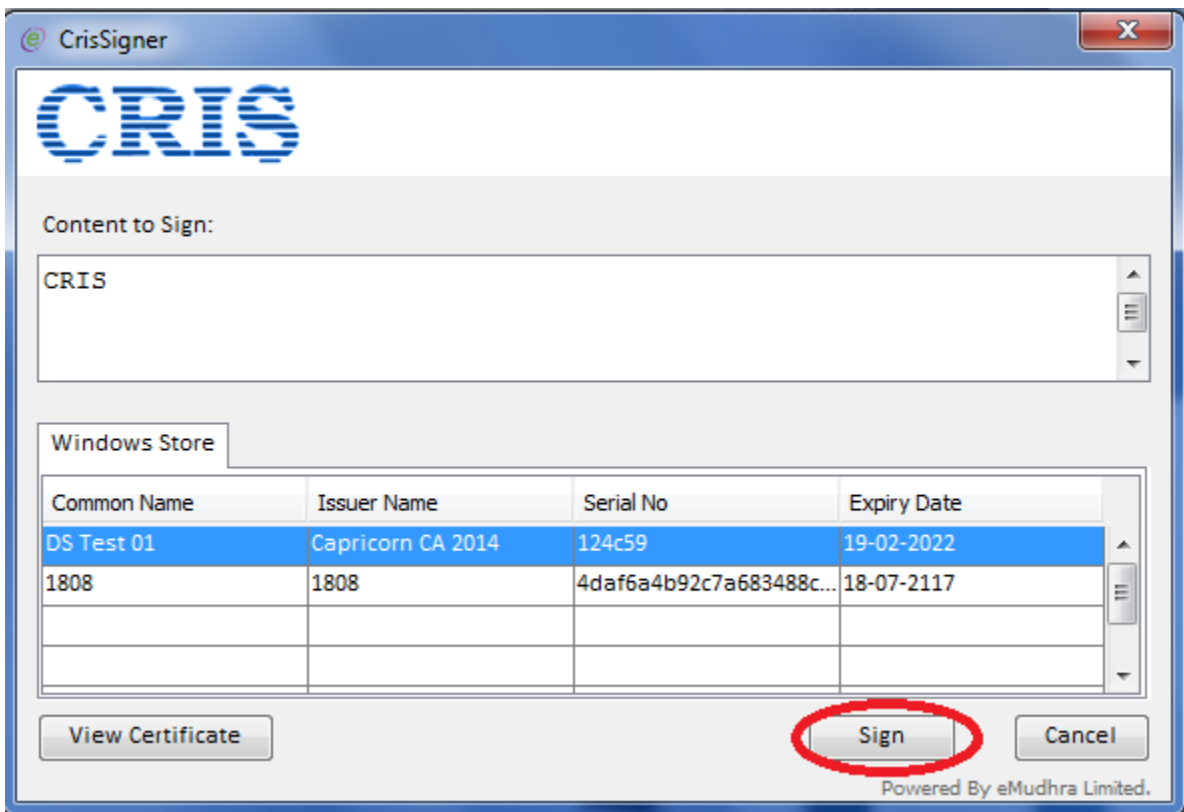 CrisSigner
CRIS
Content to Sign:
CRIS
Windows Store
Common Name Issuer Name Serial No Expiry Date
DS Test 01 Capricorn CA 2014 124c59 19-02-2022
1808 1808 4daf6a4b92c7a683488c... 18-07-2117
View Certificate Sign Cancel
Powered By eMudhra Limited.